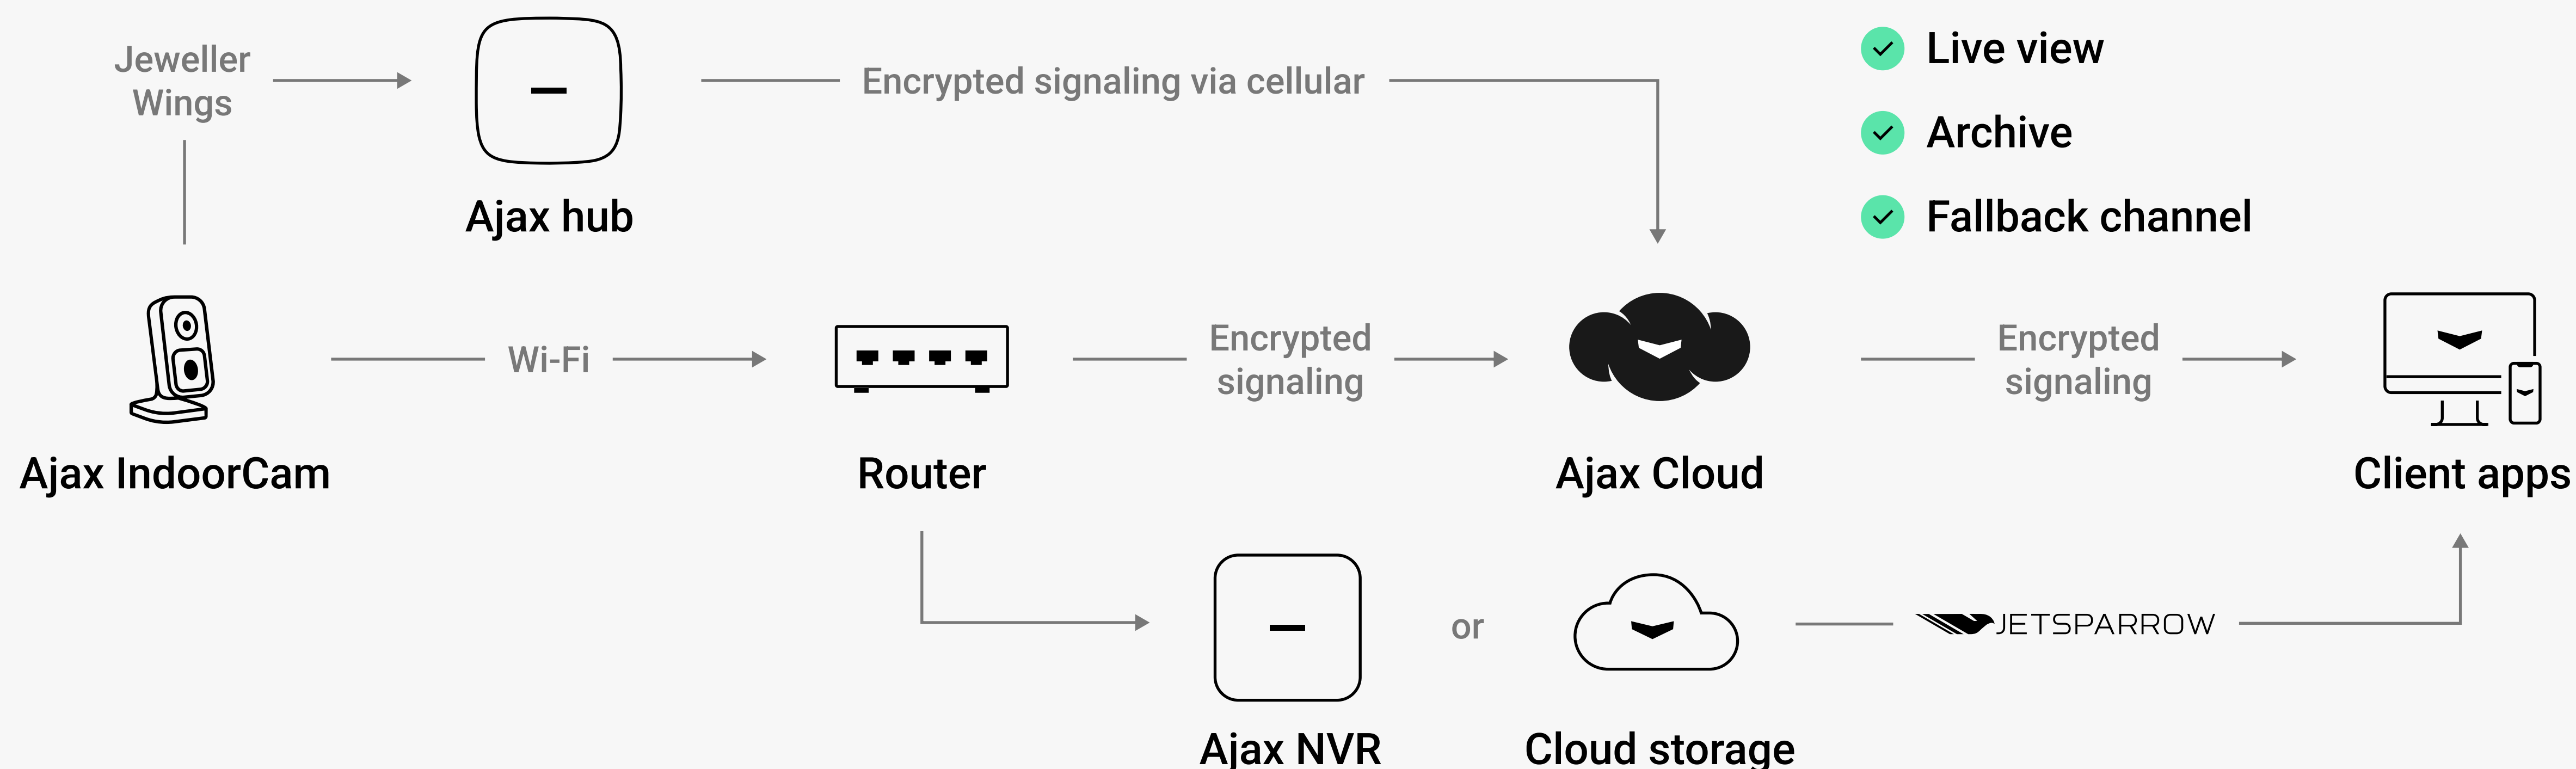 Jeweller
Wings
Encrypted signaling via cellular
Live view
Archive
Fallback channel
Ajax hub
Wi-Fi
Encrypted
signaling
Encrypted
signaling
Ajax IndoorCam
Router
Ajax Cloud
Client apps
or
JETSPARROW
Ajax NVR
Cloud storage